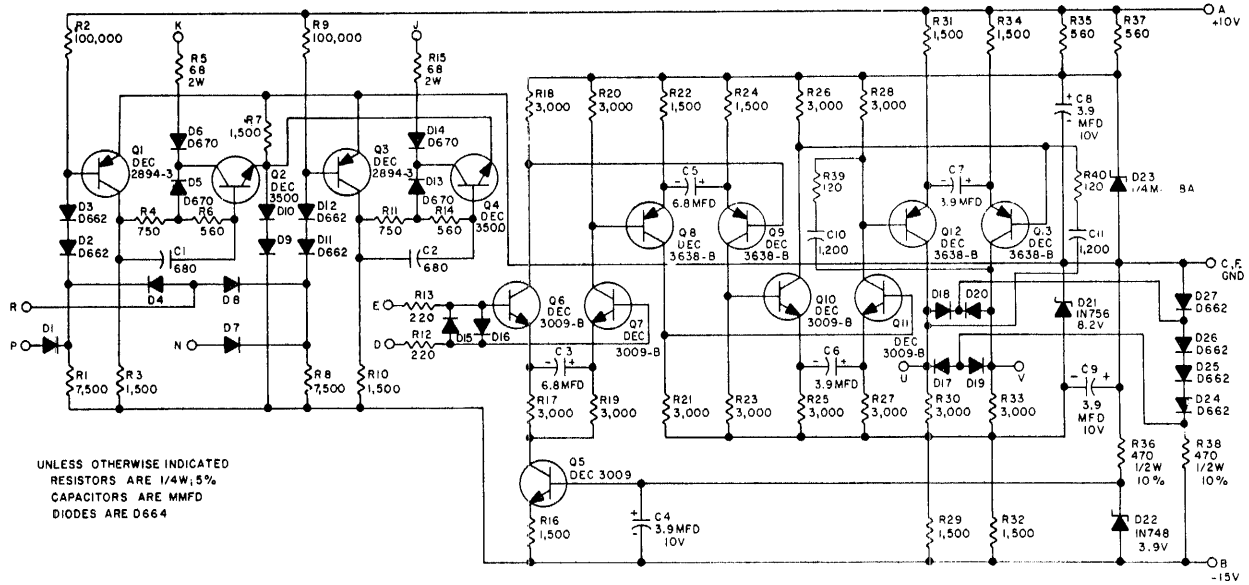 R2
100,000
K
R5
68
2W
R9
100,000
J
R15
68
2W
R31
1,500
R34
1,500
R35
560
R37
560
A
+10V
R18
3,000
R20
3,000
R22
1,500
R24
1,500
R26
3,000
R28
3,000
C8
3.9
MFD
10V
R7
1,500
D6
D670
D14
D670
Q1
DEC
2894-3
Q2
DEC
3500
Q3
DEC
2894-3
Q4
DEC
3500
D5
D670
D13
D670
D3
D662
D2
D662
R4
750
R6
560
D10
D9
D12
D662
D11
D662
R11
750
R14
560
C1
680
C2
680
C5
6.8MFD
R39
120
C7
3.9MFD
R40
120
D23
1/4M
8A
Q8
DEC
3638-B
Q9
DEC
3638-B
C10
1,200
Q12
DEC
3638-B
Q13
DEC
3638-B
C11
1,200
C,F,
GND
D4
D8
R
P
D1
N
D7
E
R13
220
D
R12
220
D15
D16
Q6
DEC
3009-B
Q7
DEC
3009-B
Q10
DEC
3009-B
Q11
DEC
3009-B
D18
D20
D21
1N756
8.2V
D27
D662
D26
D662
D25
D662
D24
D662
C3
6.8MFD
C6
3.9MFD
U
D17
D19
V
C9
3.9
MFD
10V
R1
7,500
R3
1,500
R8
7,500
R10
1,500
R17
3,000
R19
3,000
R21
3,000
R23
3,000
R25
3,000
R27
3,000
R30
3,000
R33
3,000
R36
470
1/2W
10%
R38
470
1/2W
10%
Q5
DEC 3009
R16
1,500
C4
3.9MFD
10V
R29
1,500
R32
1,500
D22
1N748
3.9V
B
-15V
UNLESS OTHERWISE INDICATED
RESISTORS ARE 1/4W;5%
CAPACITORS ARE MMFD
DIODES ARE D664